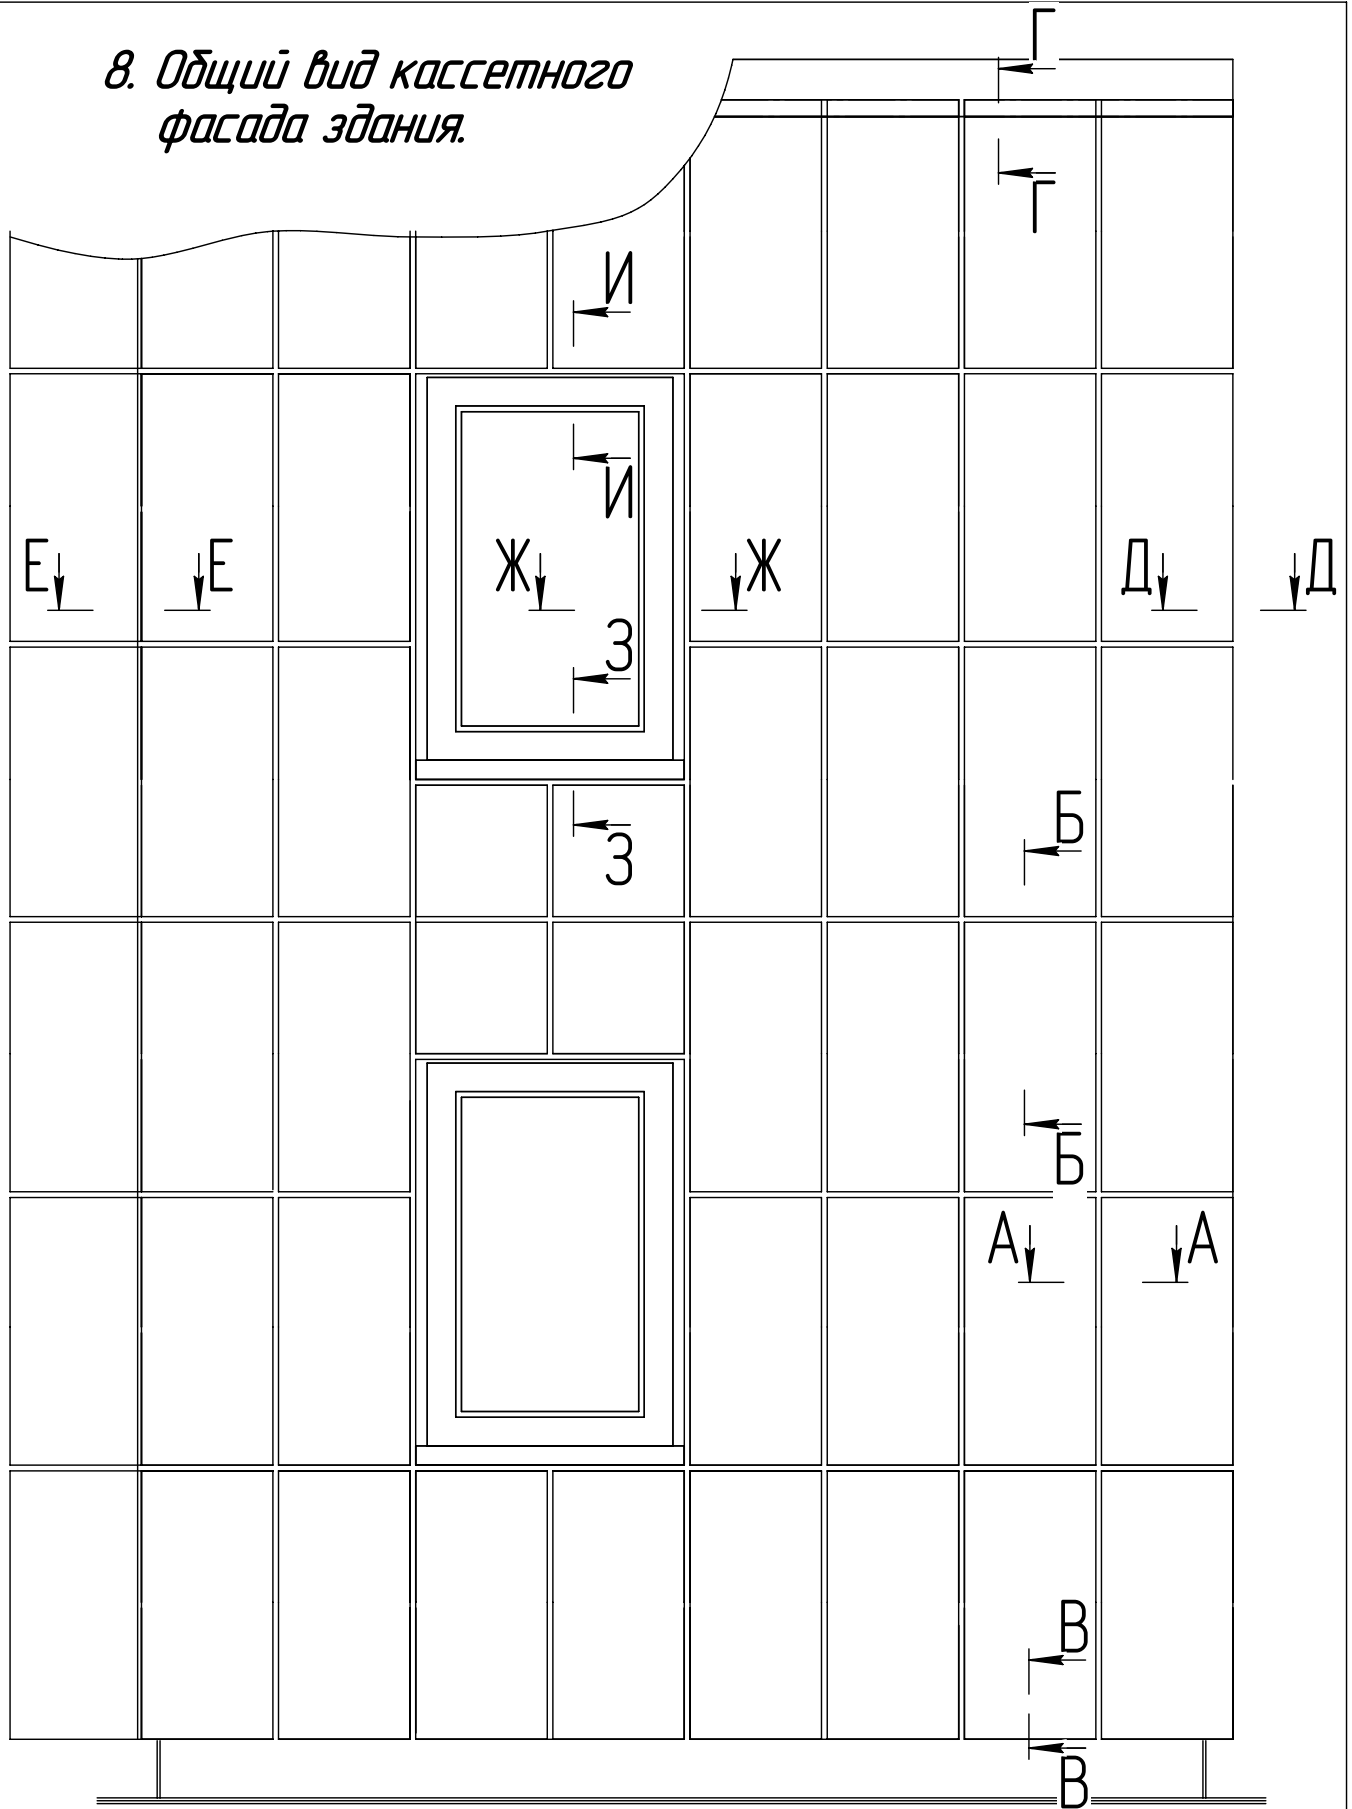 8. Общий вид кассетного
фасада здания.
Г
Г
И
И
Е Е Ж Ж Д Д
З
Б
З
Б
А А
В
В